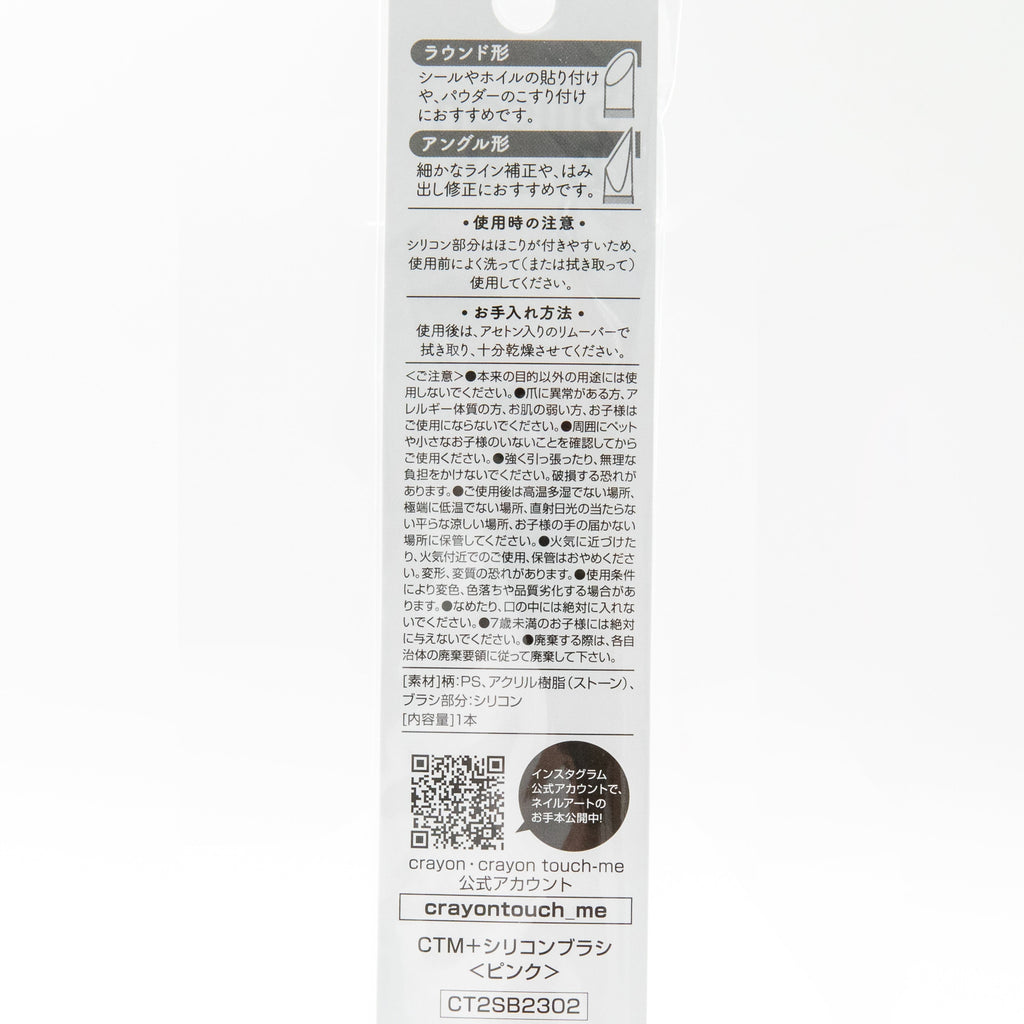 ラウンド形
シールやホイルの貼り付け
や、パウダーのこすり付け
におすすめです。
アングル形
細かなライン補正や、はみ
出し修正におすすめです。
•使用時の注意•
シリコン部分はほこりが付きやすいため、
使用前によく洗って(または拭き取って)
使用してください。
•お手入れ方法•
使用後は、アセトン入りのリムーバーで
拭き取り、十分乾燥させてください。
<ご注意>●本来の目的以外の用途には使
用しないでください。●爪に異常がある方、ア
レルギー体質の方、お肌の弱い方、お子様は
ご使用にならないでください。●周囲にペット
や小さなお子様のいないことを確認してから
ご使用ください。●強く引っ張ったり、無理な
負担をかけないでください。破損する恐れが
あります。●ご使用後は高温多湿でない場所、
極端に低温でない場所、直射日光の当たらな
い平らな涼しい場所、お子様の手の届かない
場所に保管してください。●火気に近づけた
り、火気付近でのご使用、保管はおやめくださ
い。変形、変質の恐れがあります。●使用条件
により変色、色落ちや品質劣化する場合があ
ります。●なめたり、口の中には絶対に入れな
いでください。●7歳未満のお子様には絶対
に与えないでください。●廃棄する際は、各自
治体の廃棄要領に従って廃棄して下さい。
[素材]柄:PS、アクリル樹脂(ストーン)、
ブラシ部分:シリコン
[内容量]1本
インスタグラム
公式アカウントで、
ネイルアートの
お手本公開中!
crayon・crayon touch-me
公式アカウント
crayontouch_me
CTM+シリコンブラシ
<ピンク>
CT2SB2302